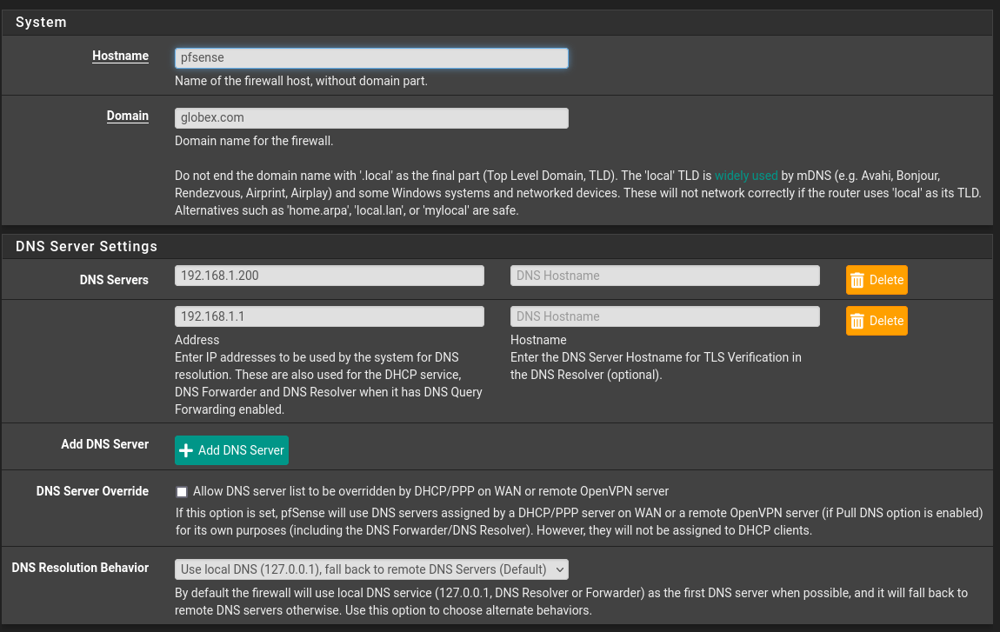 System
Hostname
pfsense
Name of the firewall host, without domain part.
Domain
globex.com
Domain name for the firewall.
Do not end the domain name with '.local' as the final part (Top Level Domain, TLD). The 'local' TLD is widely used by mDNS (e.g. Avahi, Bonjour,
Rendezvous, Airprint, Airplay) and some Windows systems and networked devices. These will not network correctly if the router uses 'local' as its TLD.
Alternatives such as 'home.arpa', 'local.lan', or 'mylocal' are safe.
DNS Server Settings
DNS Servers
192.168.1.200
DNS Hostname
Delete
192.168.1.1
DNS Hostname
Delete
Address
Enter IP addresses to be used by the system for DNS
resolution. These are also used for the DHCP service,
DNS Forwarder and DNS Resolver when it has DNS Query
Forwarding enabled.
Hostname
Enter the DNS Server Hostname for TLS Verification in
the DNS Resolver (optional).
Add DNS Server
Add DNS Server
DNS Server Override
Allow DNS server list to be overridden by DHCP/PPP on WAN or remote OpenVPN server
If this option is set, pfSense will use DNS servers assigned by a DHCP/PPP server on WAN or a remote OpenVPN server (if Pull DNS option is enabled)
for its own purposes (including the DNS Forwarder/DNS Resolver). However, they will not be assigned to DHCP clients.
DNS Resolution Behavior
Use local DNS (127.0.0.1), fall back to remote DNS Servers (Default)
By default the firewall will use local DNS service (127.0.0.1, DNS Resolver or Forwarder) as the first DNS server when possible, and it will fall back to
remote DNS servers otherwise. Use this option to choose alternate behaviors.